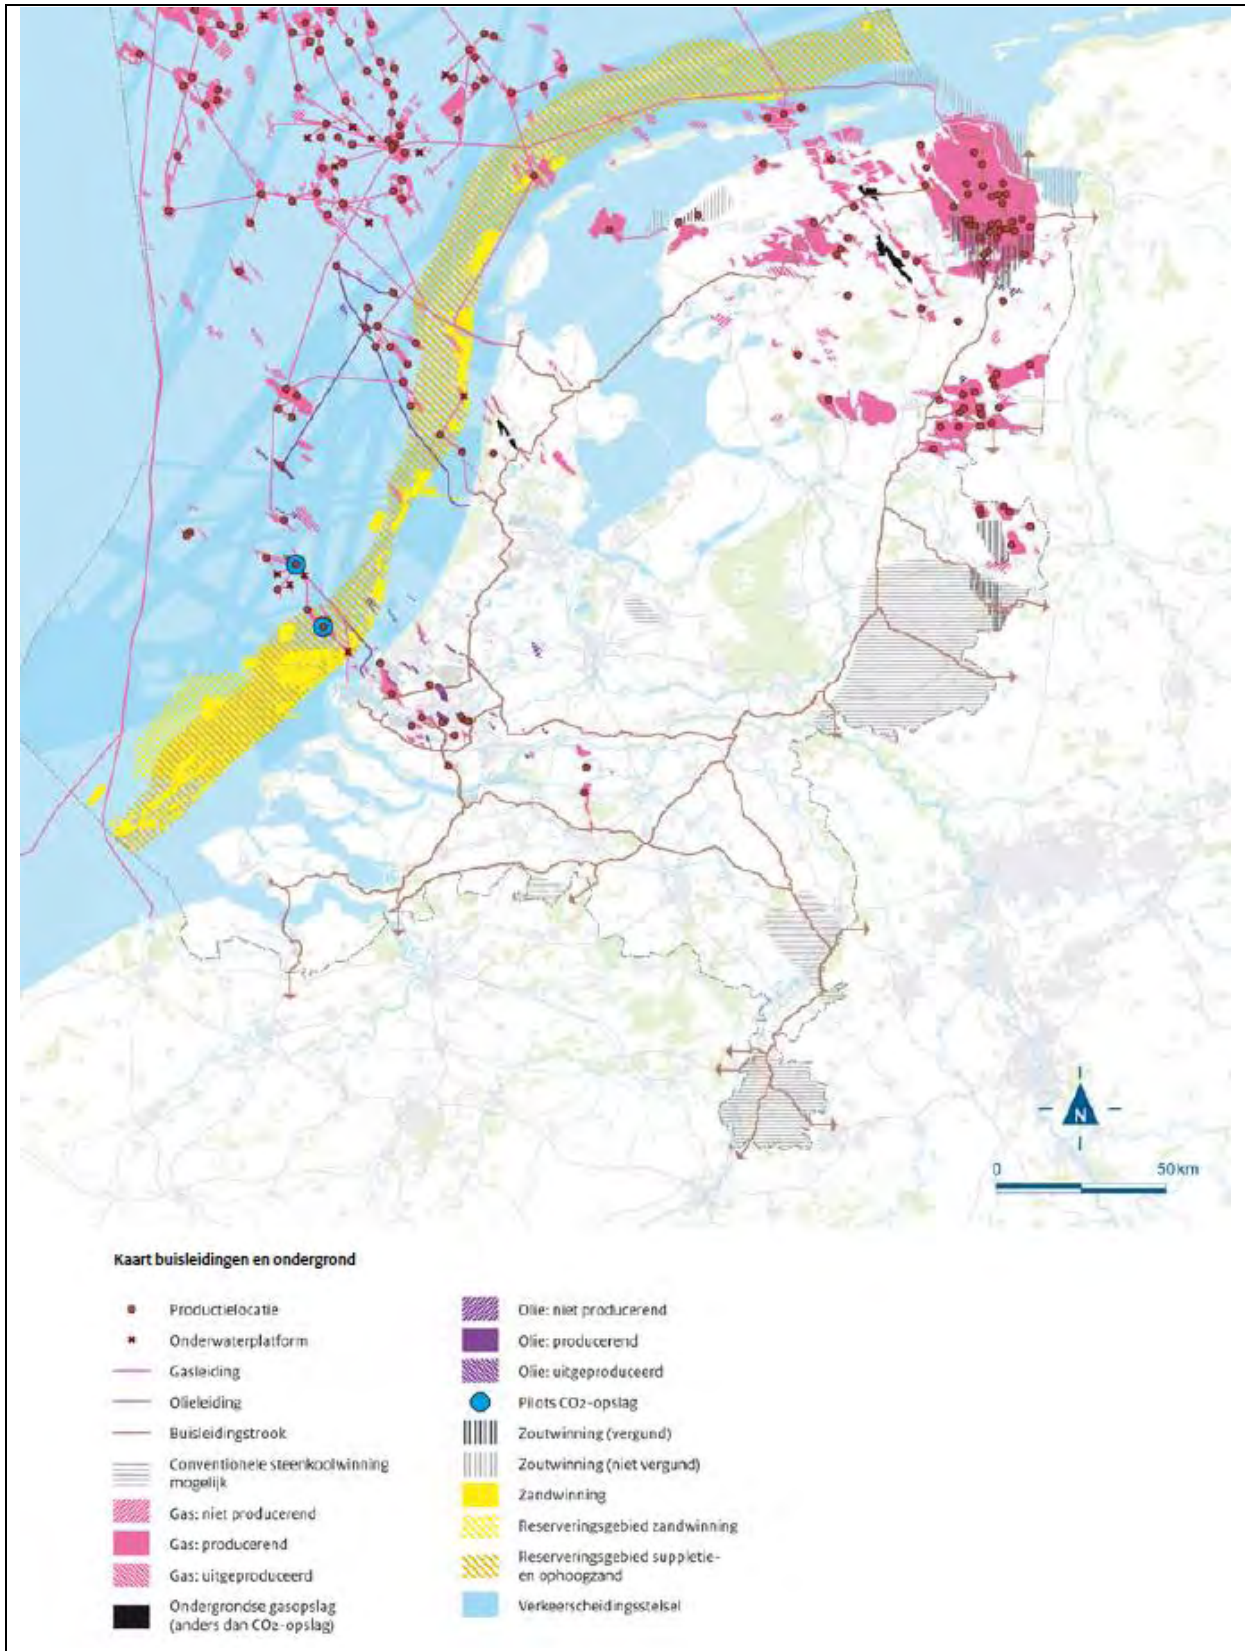 N
0 50 km
Kaart buisleidingen en ondergrond
Productielocatie
Onderwaterplatform
Gasleiding
Olieleiding
Buisleidingstrook
Conventionele steenkoolwinning
mogelijk
Gas: niet producerend
Gas: producerend
Gas: uitgeproduceerd
Ondergrondse gasopslag
(anders dan CO2-opslag)
Olie: niet producerend
Olie: producerend
Olie: uitgeproduceerd
Pilots CO2-opslag
Zoutwinning (vergund)
Zoutwinning (niet vergund)
Zandwinning
Reserveringsgebied zandwinning
Reserveringsgebied suppletie-
en ophoogzand
Verkeerscheidingsstelsel